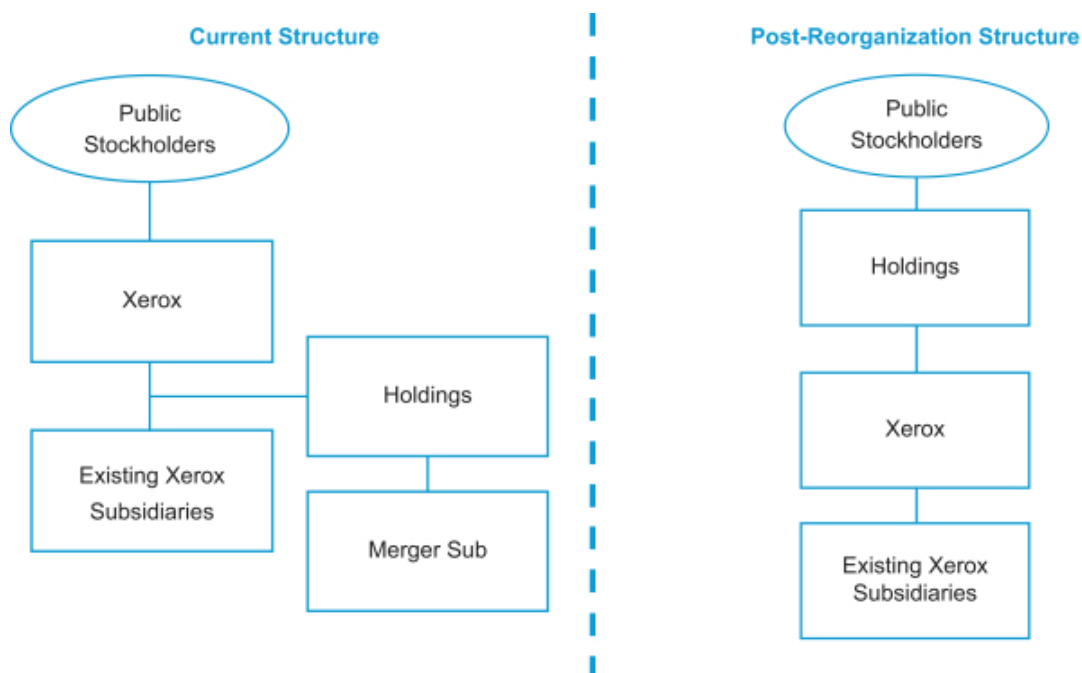 Current Structure
Public
Stockholders
Xerox
Holdings
Existing Xerox
Subsidiaries
Merger Sub
Post-Reorganization Structure
Public
Stockholders
Holdings
Xerox
Existing Xerox
Subsidiaries